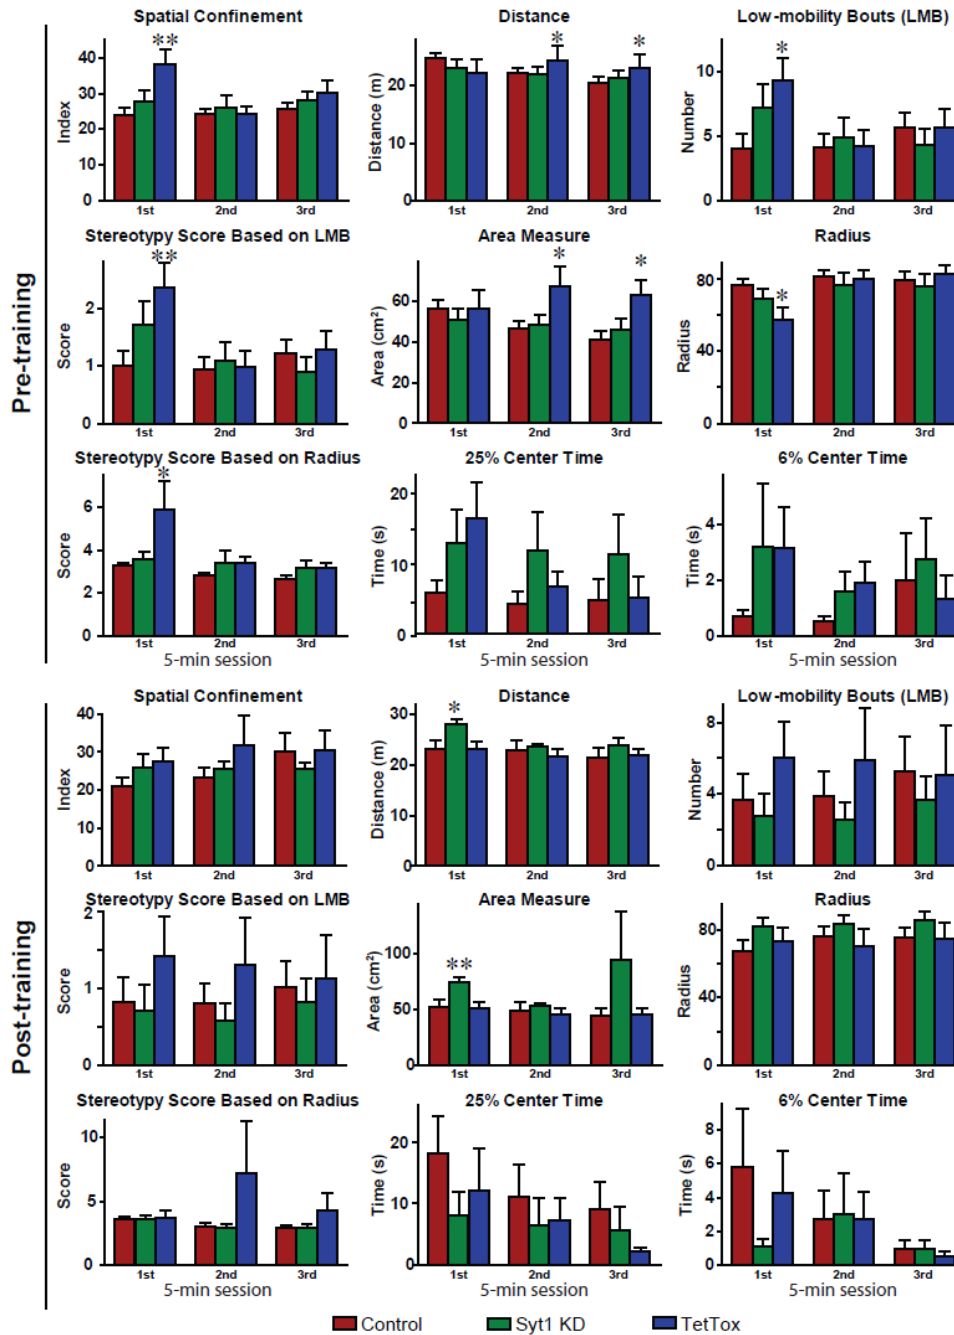 Pre-training
Spatial Confinement
Index
40
30
20
10
0
**
1st
2nd
3rd
Distance
Distance (m)
20
10
0
*
*
1st
2nd
3rd
Low-mobility Bouts (LMB)
Number
10
5
0
*
1st
2nd
3rd
Stereotypy Score Based on LMB
Score
2
1
0
**
1st
2nd
3rd
Area Measure
Area (cm²)
60
40
20
0
*
*
1st
2nd
3rd
Radius
Radius
80
40
0
*
1st
2nd
3rd
Stereotypy Score Based on Radius
Score
6
4
2
0
*
1st
2nd
3rd
5-min session
25% Center Time
Time (s)
20
10
0
1st
2nd
3rd
5-min session
6% Center Time
Time (s)
4
2
0
1st
2nd
3rd
5-min session
Post-training
Spatial Confinement
Index
40
30
20
10
0
1st
2nd
3rd
Distance
Distance (m)
30
20
10
0
*
1st
2nd
3rd
Low-mobility Bouts (LMB)
Number
8
4
0
1st
2nd
3rd
Stereotypy Score Based on LMB
Score
2
1
0
1st
2nd
3rd
Area Measure
Area (cm²)
100
50
0
**
1st
2nd
3rd
Radius
Radius
80
40
0
1st
2nd
3rd
Stereotypy Score Based on Radius
Score
10
5
0
1st
2nd
3rd
5-min session
25% Center Time
Time (s)
20
10
0
1st
2nd
3rd
5-min session
6% Center Time
Time (s)
8
6
4
2
0
1st
2nd
3rd
5-min session
Control
Syt1 KD
TetTox